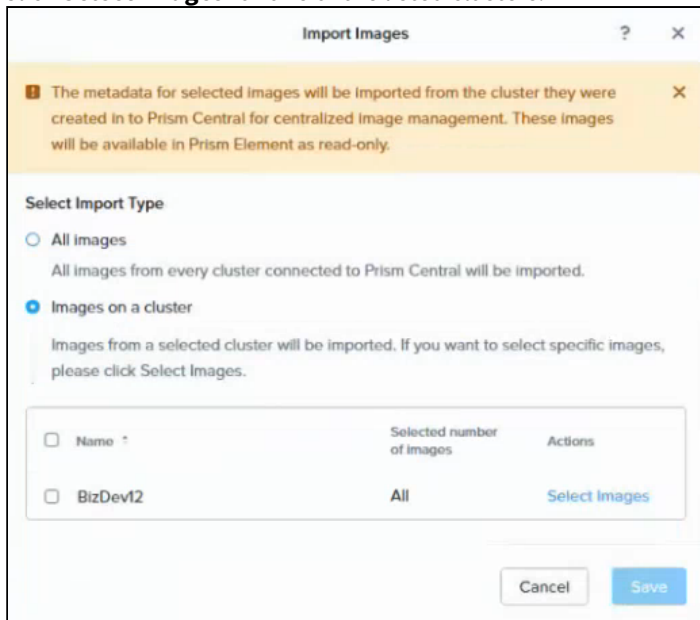 Import Images ? ×
The metadata for selected images will be imported from the cluster they were
created in to Prism Central for centralized image management. These images
will be available in Prism Element as read-only.
Select Import Type
All images
All images from every cluster connected to Prism Central will be imported.
Images on a cluster
Images from a selected cluster will be imported. If you want to select specific images,
please click Select Images.
Name
Selected number
of images
Actions
BizDev12 All Select Images
Cancel Save